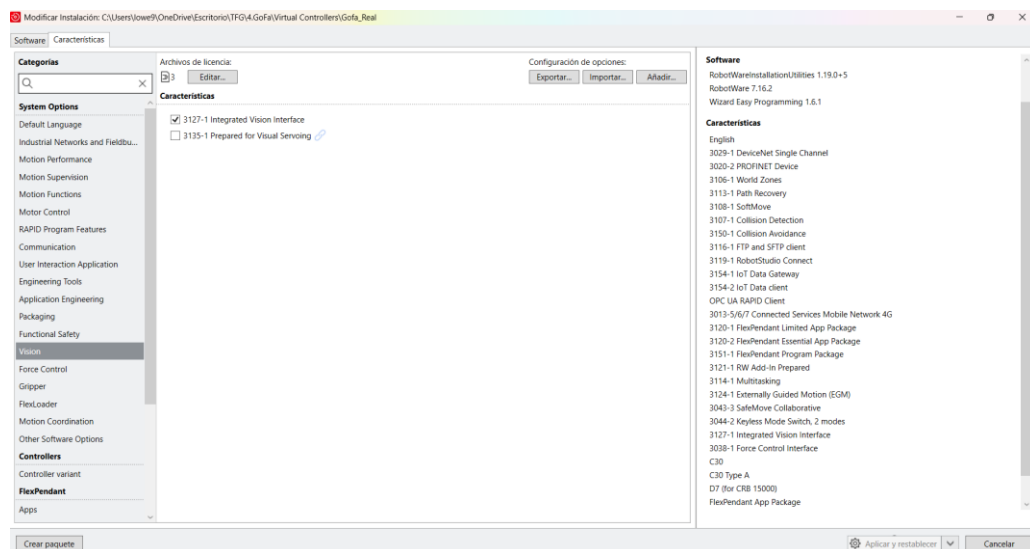 Modificar Instalación: C:\Users\lowe9\OneDrive\Escritorio\TFG\4.GoFa\Virtual Controllers\Gofa_Real
Software Características
Categorías
System Options
Default Language
Industrial Networks and Fieldbu...
Motion Performance
Motion Supervision
Motion Functions
Motor Control
RAPID Program Features
Communication
User Interaction Application
Engineering Tools
Application Engineering
Packaging
Functional Safety
Vision
Force Control
Gripper
FlexLoader
Motion Coordination
Other Software Options
Controllers
Controller variant
FlexPendant
Apps
Archivos de licencia:
3 Editar...
Configuración de opciones:
Exportar... Importar... Añadir...
Características
3127-1 Integrated Vision Interface
3135-1 Prepared for Visual Servoing
Software
RobotWareInstallationUtilities 1.19.0+5
RobotWare 7.16.2
Wizard Easy Programming 1.6.1
Características
English
3029-1 DeviceNet Single Channel
3020-2 PROFINET Device
3106-1 World Zones
3113-1 Path Recovery
3108-1 SoftMove
3107-1 Collision Detection
3150-1 Collision Avoidance
3116-1 FTP and SFTP client
3119-1 RobotStudio Connect
3154-1 IoT Data Gateway
3154-2 IoT Data client
OPC UA RAPID Client
3013-5/6/7 Connected Services Mobile Network 4G
3120-1 FlexPendant Limited App Package
3120-2 FlexPendant Essential App Package
3151-1 FlexPendant Program Package
3121-1 RW Add-In Prepared
3114-1 Multitasking
3124-1 Externally Guided Motion (EGM)
3043-3 SafeMove Collaborative
3044-2 Keyless Mode Switch, 2 modes
3127-1 Integrated Vision Interface
3038-1 Force Control Interface
C30
C30 Type A
D7 (for CRB 15000)
FlexPendant App Package
Crear paquete
Aplicar y restablecer
Cancelar